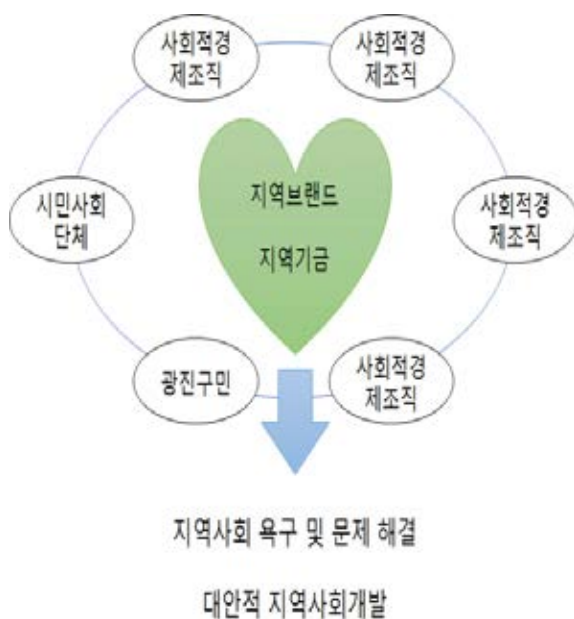 사회적경
제조직
사회적경
제조직
지역브랜드
시민사회
단체
사회적경
제조직
지역기금
광진구민
사회적경
제조직
지역사회 욕구 및 문제 해결
대안적 지역사회개발